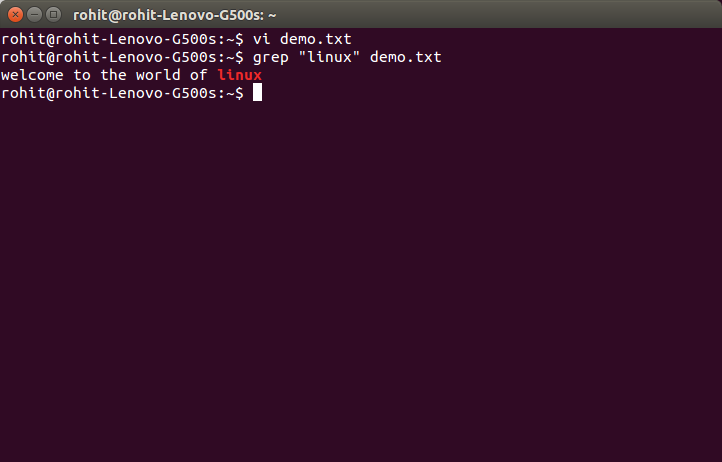 rohit@rohit-Lenovo-G500s: ~
rohit@rohit-Lenovo-G500s:~$ vi demo.txt
rohit@rohit-Lenovo-G500s:~$ grep "linux" demo.txt
welcome to the world of linux
rohit@rohit-Lenovo-G500s:~$